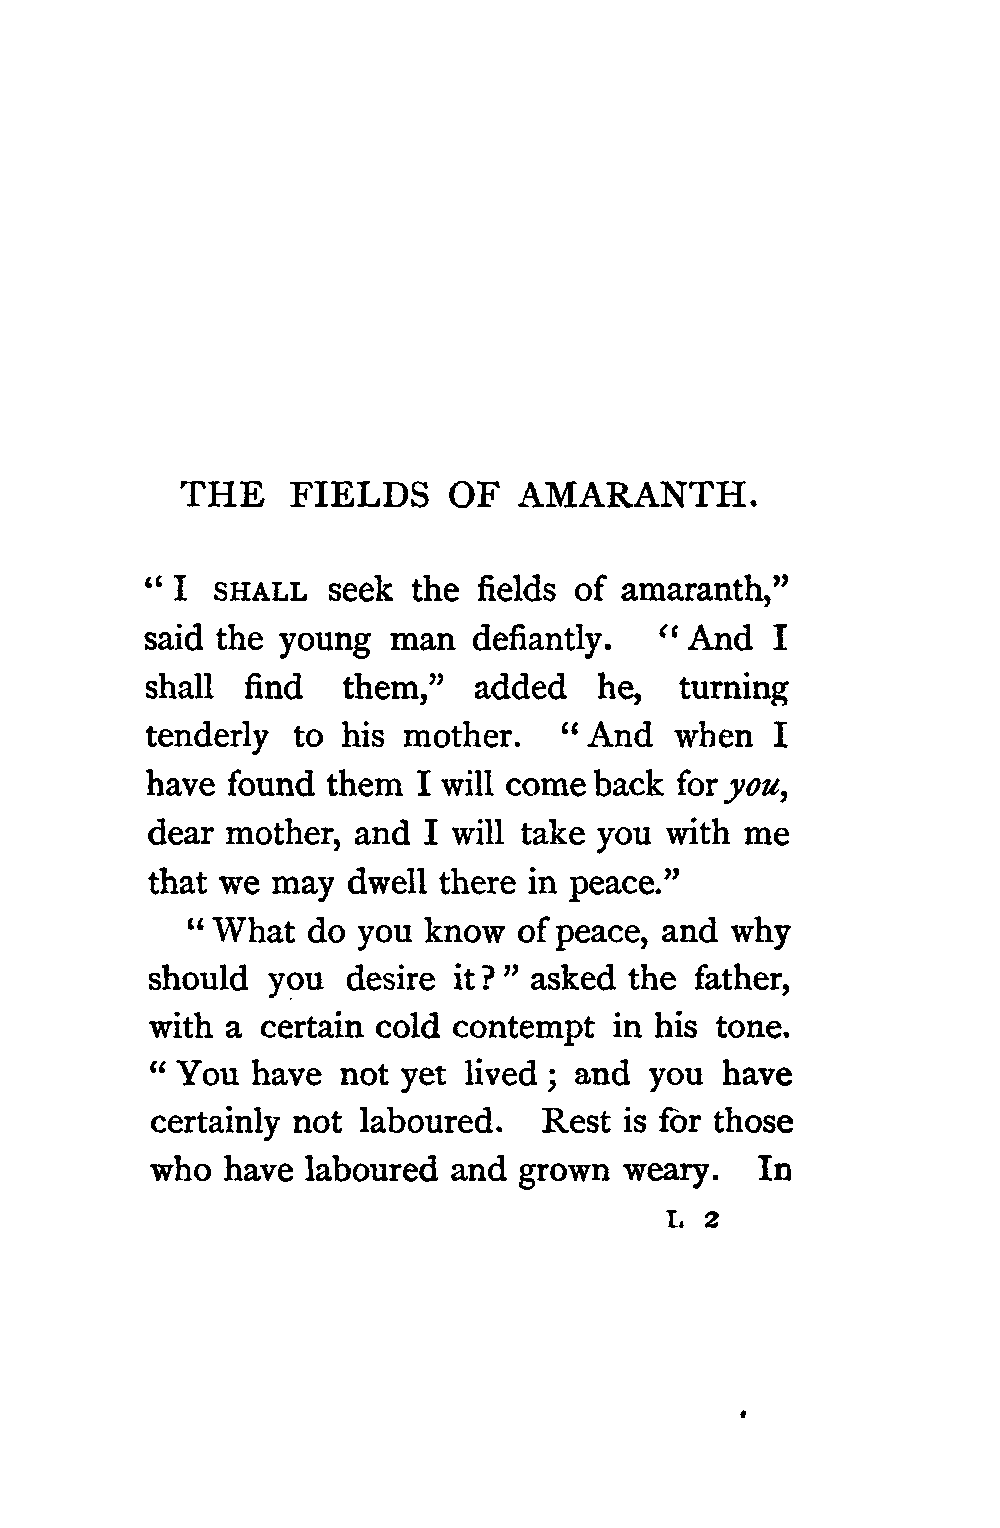 THE FIELDS OF AMARANTH.
“ I SHALL seek the fields of amaranth,”
said the young man defiantly. “ And I
shall find them,” added he, turning
tenderly to his mother. “ And when I
have found them I will come back for you,
dear mother, and I will take you with me
that we may dwell there in peace.”
“ What do you know of peace, and why
should you desire it? ” asked the father,
with a certain cold contempt in his tone.
“ You have not yet lived ; and you have
certainly not laboured. Rest is for those
who have laboured and grown weary. In
L 2